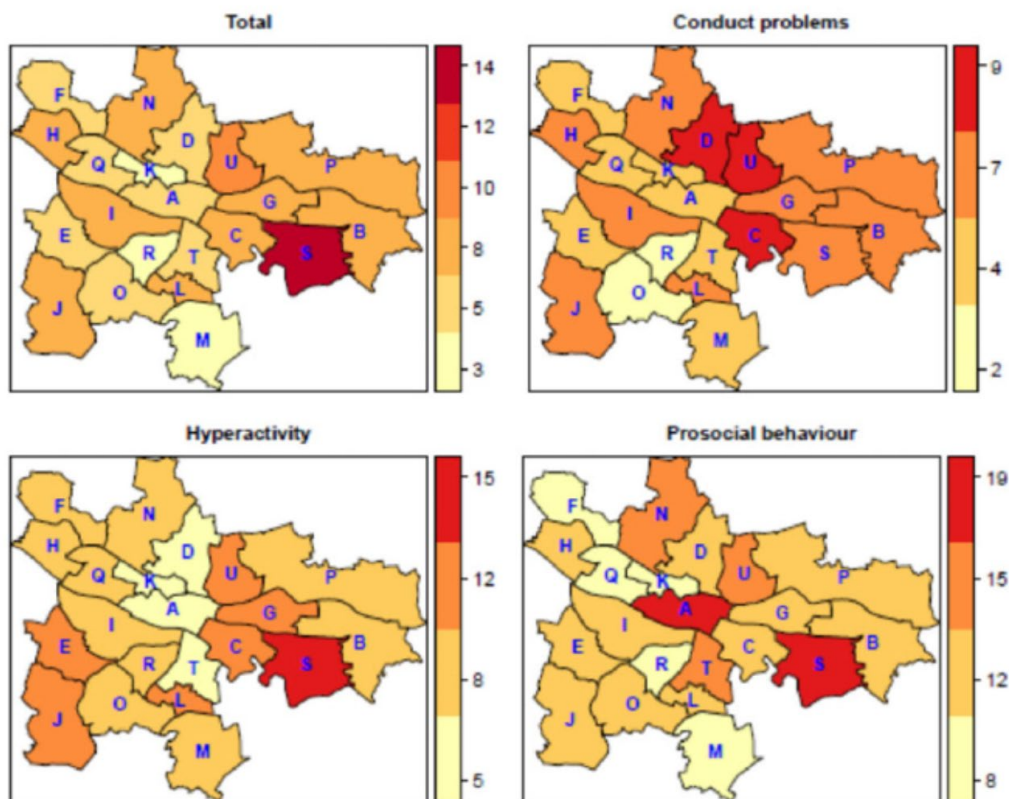 Total
F
N
H
D
Q
K
U
P
A
I
G
E
R
C
B
T
S
J
O
L
M
14
12
10
8
5
3
Conduct problems
F
N
H
D
Q
K
U
P
A
I
G
E
R
C
B
T
S
J
O
L
M
9
7
4
2
Hyperactivity
F
N
H
D
Q
K
U
P
A
I
G
E
R
C
B
T
S
J
O
L
M
15
12
8
5
Prosocial behaviour
F
N
H
D
Q
K
U
P
A
I
G
E
R
C
B
T
S
J
O
L
M
19
15
12
8